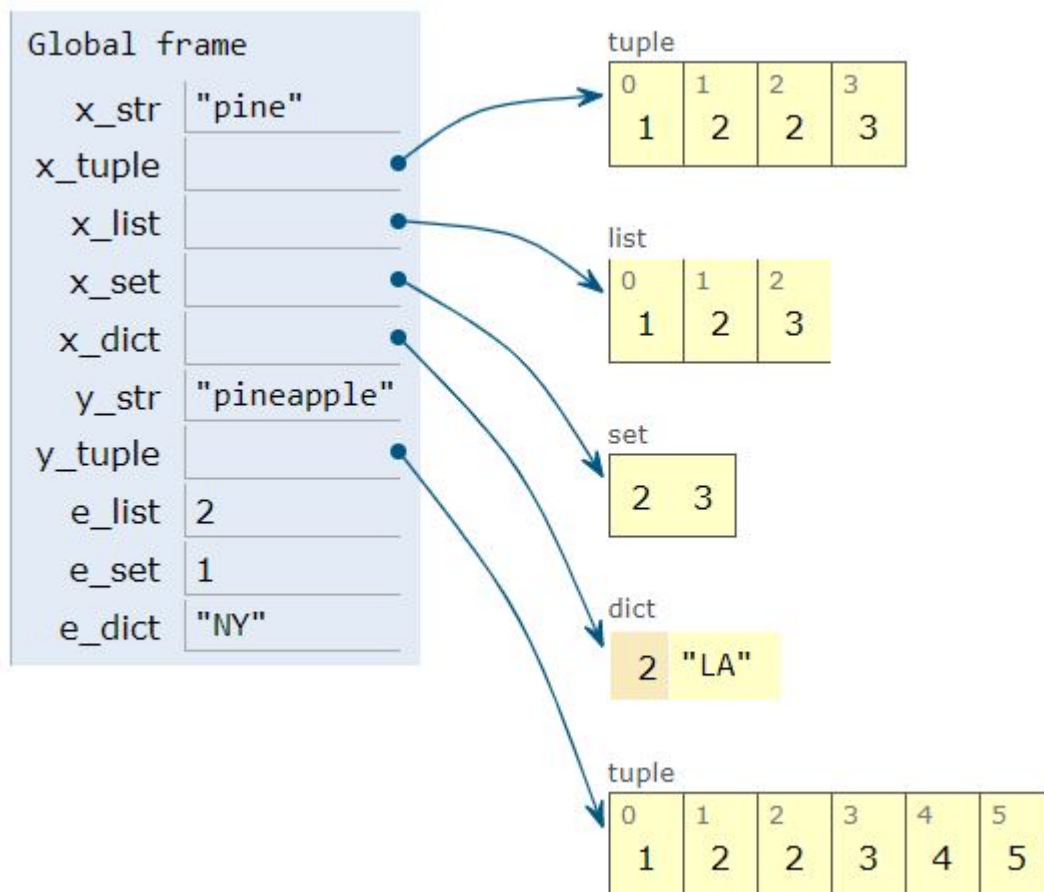 Global frame
x_str "pine"
x_tuple
x_list
x_set
x_dict
y_str "pineapple"
y_tuple
e_list 2
e_set 1
e_dict "NY"
tuple
0 1 2 3
1 2 2 3
list
0 1 2
1 2 3
set
2 3
dict
2 "LA"
tuple
0 1 2 3 4 5
1 2 2 3 4 5